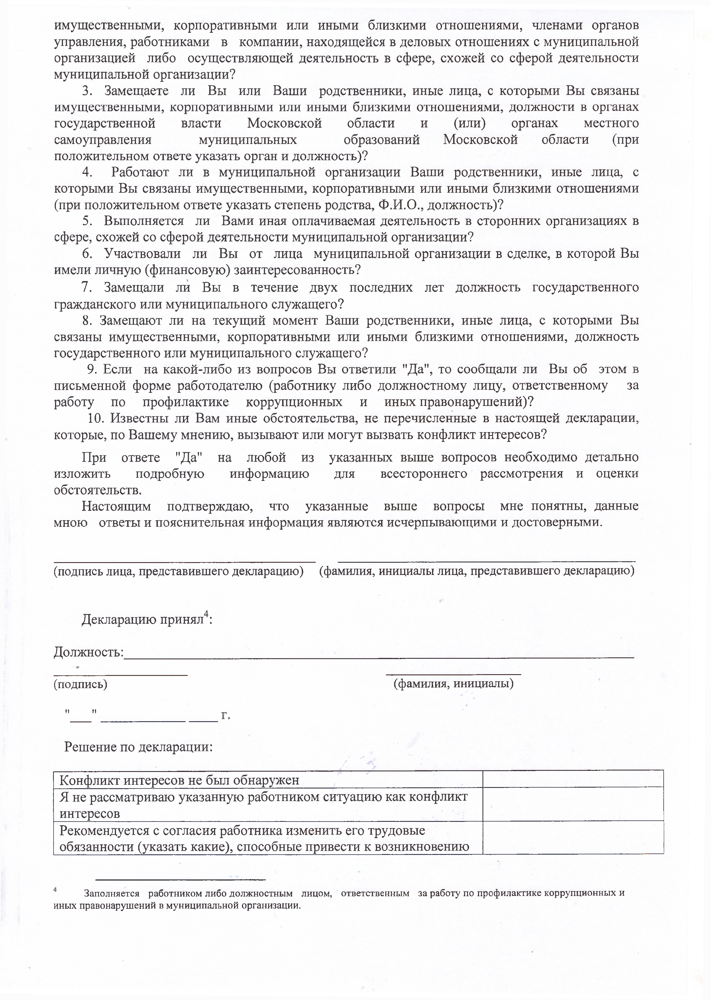 имущественными, корпоративными или иными близкими отношениями, членами органов
управления, работниками в компании, находящейся в деловых отношениях с муниципальной
организацией либо осуществляющей деятельность в сфере, схожей со сферой деятельности
муниципальной организации?
3. Замещаете ли Вы или Ваши родственники, иные лица, с которыми Вы связаны
имущественными, корпоративными или иными близкими отношениями, должности в органах
государственной власти Московской области и (или) органах местного
самоуправления муниципальных образований Московской области (при
положительном ответе указать орган и должность)?
4. Работают ли в муниципальной организации Ваши родственники, иные лица, с
которыми Вы связаны имущественными, корпоративными или иными близкими отношениями
(при положительном ответе указать степень родства, Ф.И.О., должность)?
5. Выполняется ли Вами иная оплачиваемая деятельность в сторонних организациях в
сфере, схожей со сферой деятельности муниципальной организации?
6. Участвовали ли Вы от лица муниципальной организации в сделке, в которой Вы
имели личную (финансовую) заинтересованность?
7. Замещали ли Вы в течение двух последних лет должность государственного
гражданского или муниципального служащего?
8. Замещают ли на текущий момент Ваши родственники, иные лица, с которыми Вы
связаны имущественными, корпоративными или иными близкими отношениями, должность
государственного или муниципального служащего?
9. Если на какой-либо из вопросов Вы ответили "Да", то сообщали ли Вы об этом в
письменной форме работодателю (работнику либо должностному лицу, ответственному за
работу по профилактике коррупционных и иных правонарушений)?
10. Известны ли Вам иные обстоятельства, не перечисленные в настоящей декларации,
которые, по Вашему мнению, вызывают или могут вызвать конфликт интересов?
При ответе "Да" на любой из указанных выше вопросов необходимо детально
изложить подробную информацию для всестороннего рассмотрения и оценки
обстоятельств.
Настоящим подтверждаю, что указанные выше вопросы мне понятны, данные
мною ответы и пояснительная информация являются исчерпывающими и достоверными.
(подпись лица, представившего декларацию) (фамилия, инициалы лица, представившего декларацию)
Декларацию принял4:
Должность:
(подпись) (фамилия, инициалы)
"___" ____________ ____ г.
Решение по декларации:
Конфликт интересов не был обнаружен
Я не рассматриваю указанную работником ситуацию как конфликт
интересов
Рекомендуется с согласия работника изменить его трудовые
обязанности (указать какие), способные привести к возникновению
4 Заполняется работником либо должностным лицом, ответственным за работу по профилактике коррупционных и
иных правонарушений в муниципальной организации.